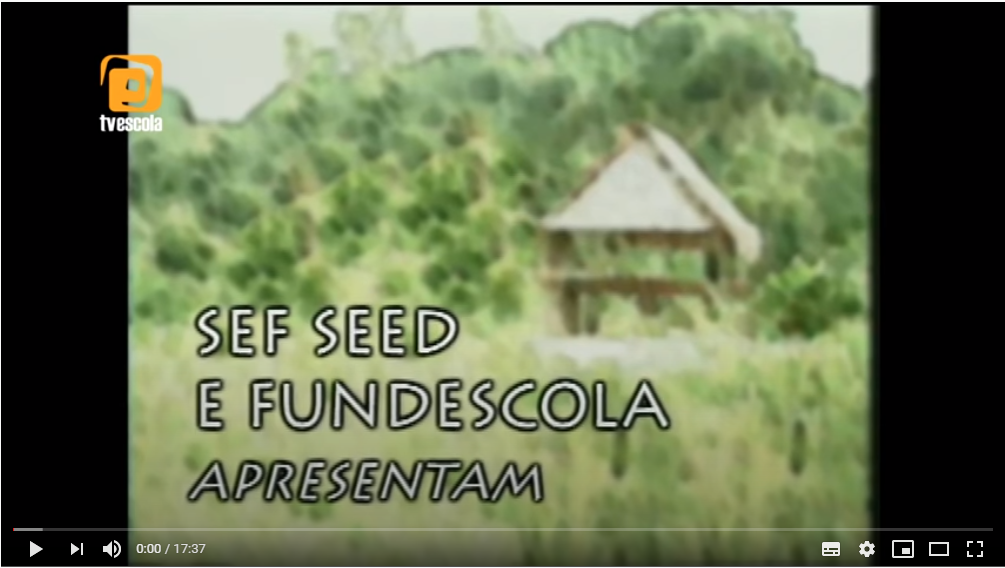 tvescola
SEF SEED
E FUNDESCOLA
APRESENTAM
0:00 / 17:37